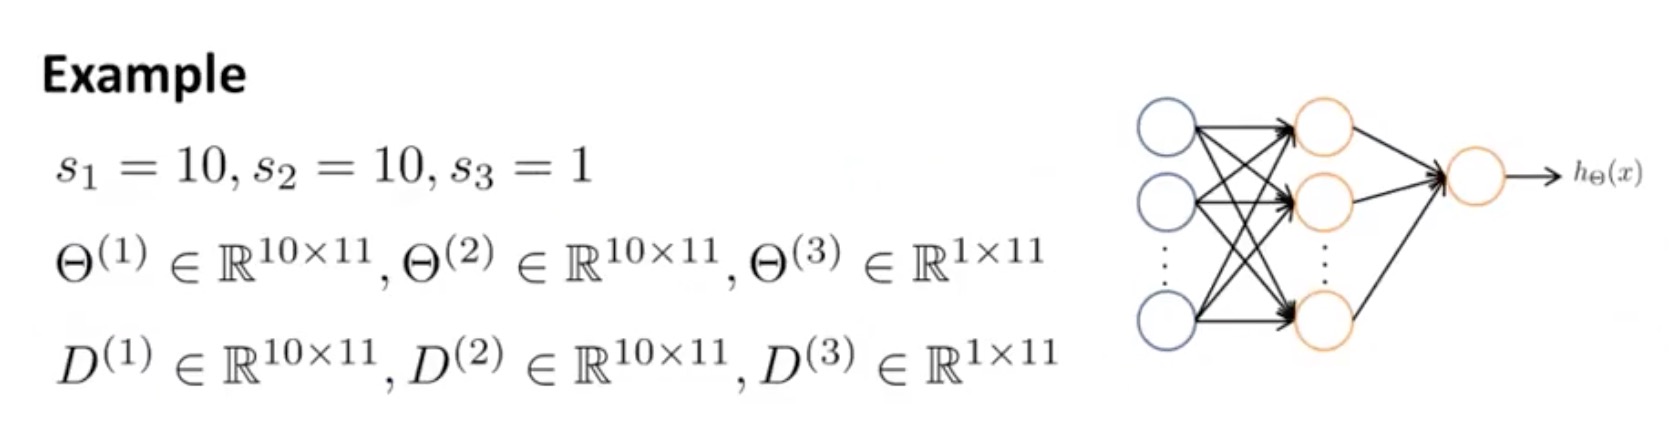 Example
s₁ = 10, s₂ = 10, s₃ = 1
Θ⁽¹⁾ ∈ ℝ¹⁰ˣ¹¹, Θ⁽²⁾ ∈ ℝ¹⁰ˣ¹¹, Θ⁽³⁾ ∈ ℝ¹ˣ¹¹
D⁽¹⁾ ∈ ℝ¹⁰ˣ¹¹, D⁽²⁾ ∈ ℝ¹⁰ˣ¹¹, D⁽³⁾ ∈ ℝ¹ˣ¹¹
h_Θ(x)